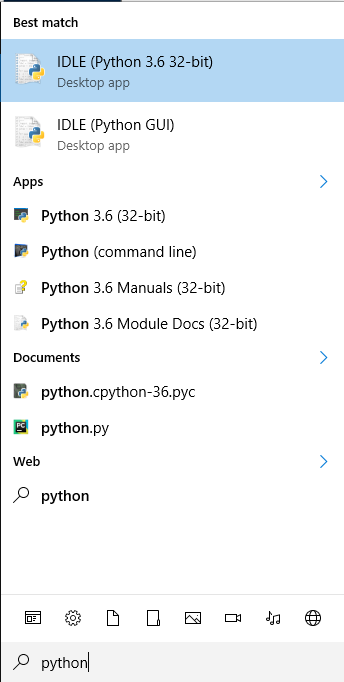 Best match
IDLE (Python 3.6 32-bit)
Desktop app
IDLE (Python GUI)
Desktop app
Apps
Python 3.6 (32-bit)
Python (command line)
Python 3.6 Manuals (32-bit)
Python 3.6 Module Docs (32-bit)
Documents
python.cpython-36.pyc
python.py
Web
python
python